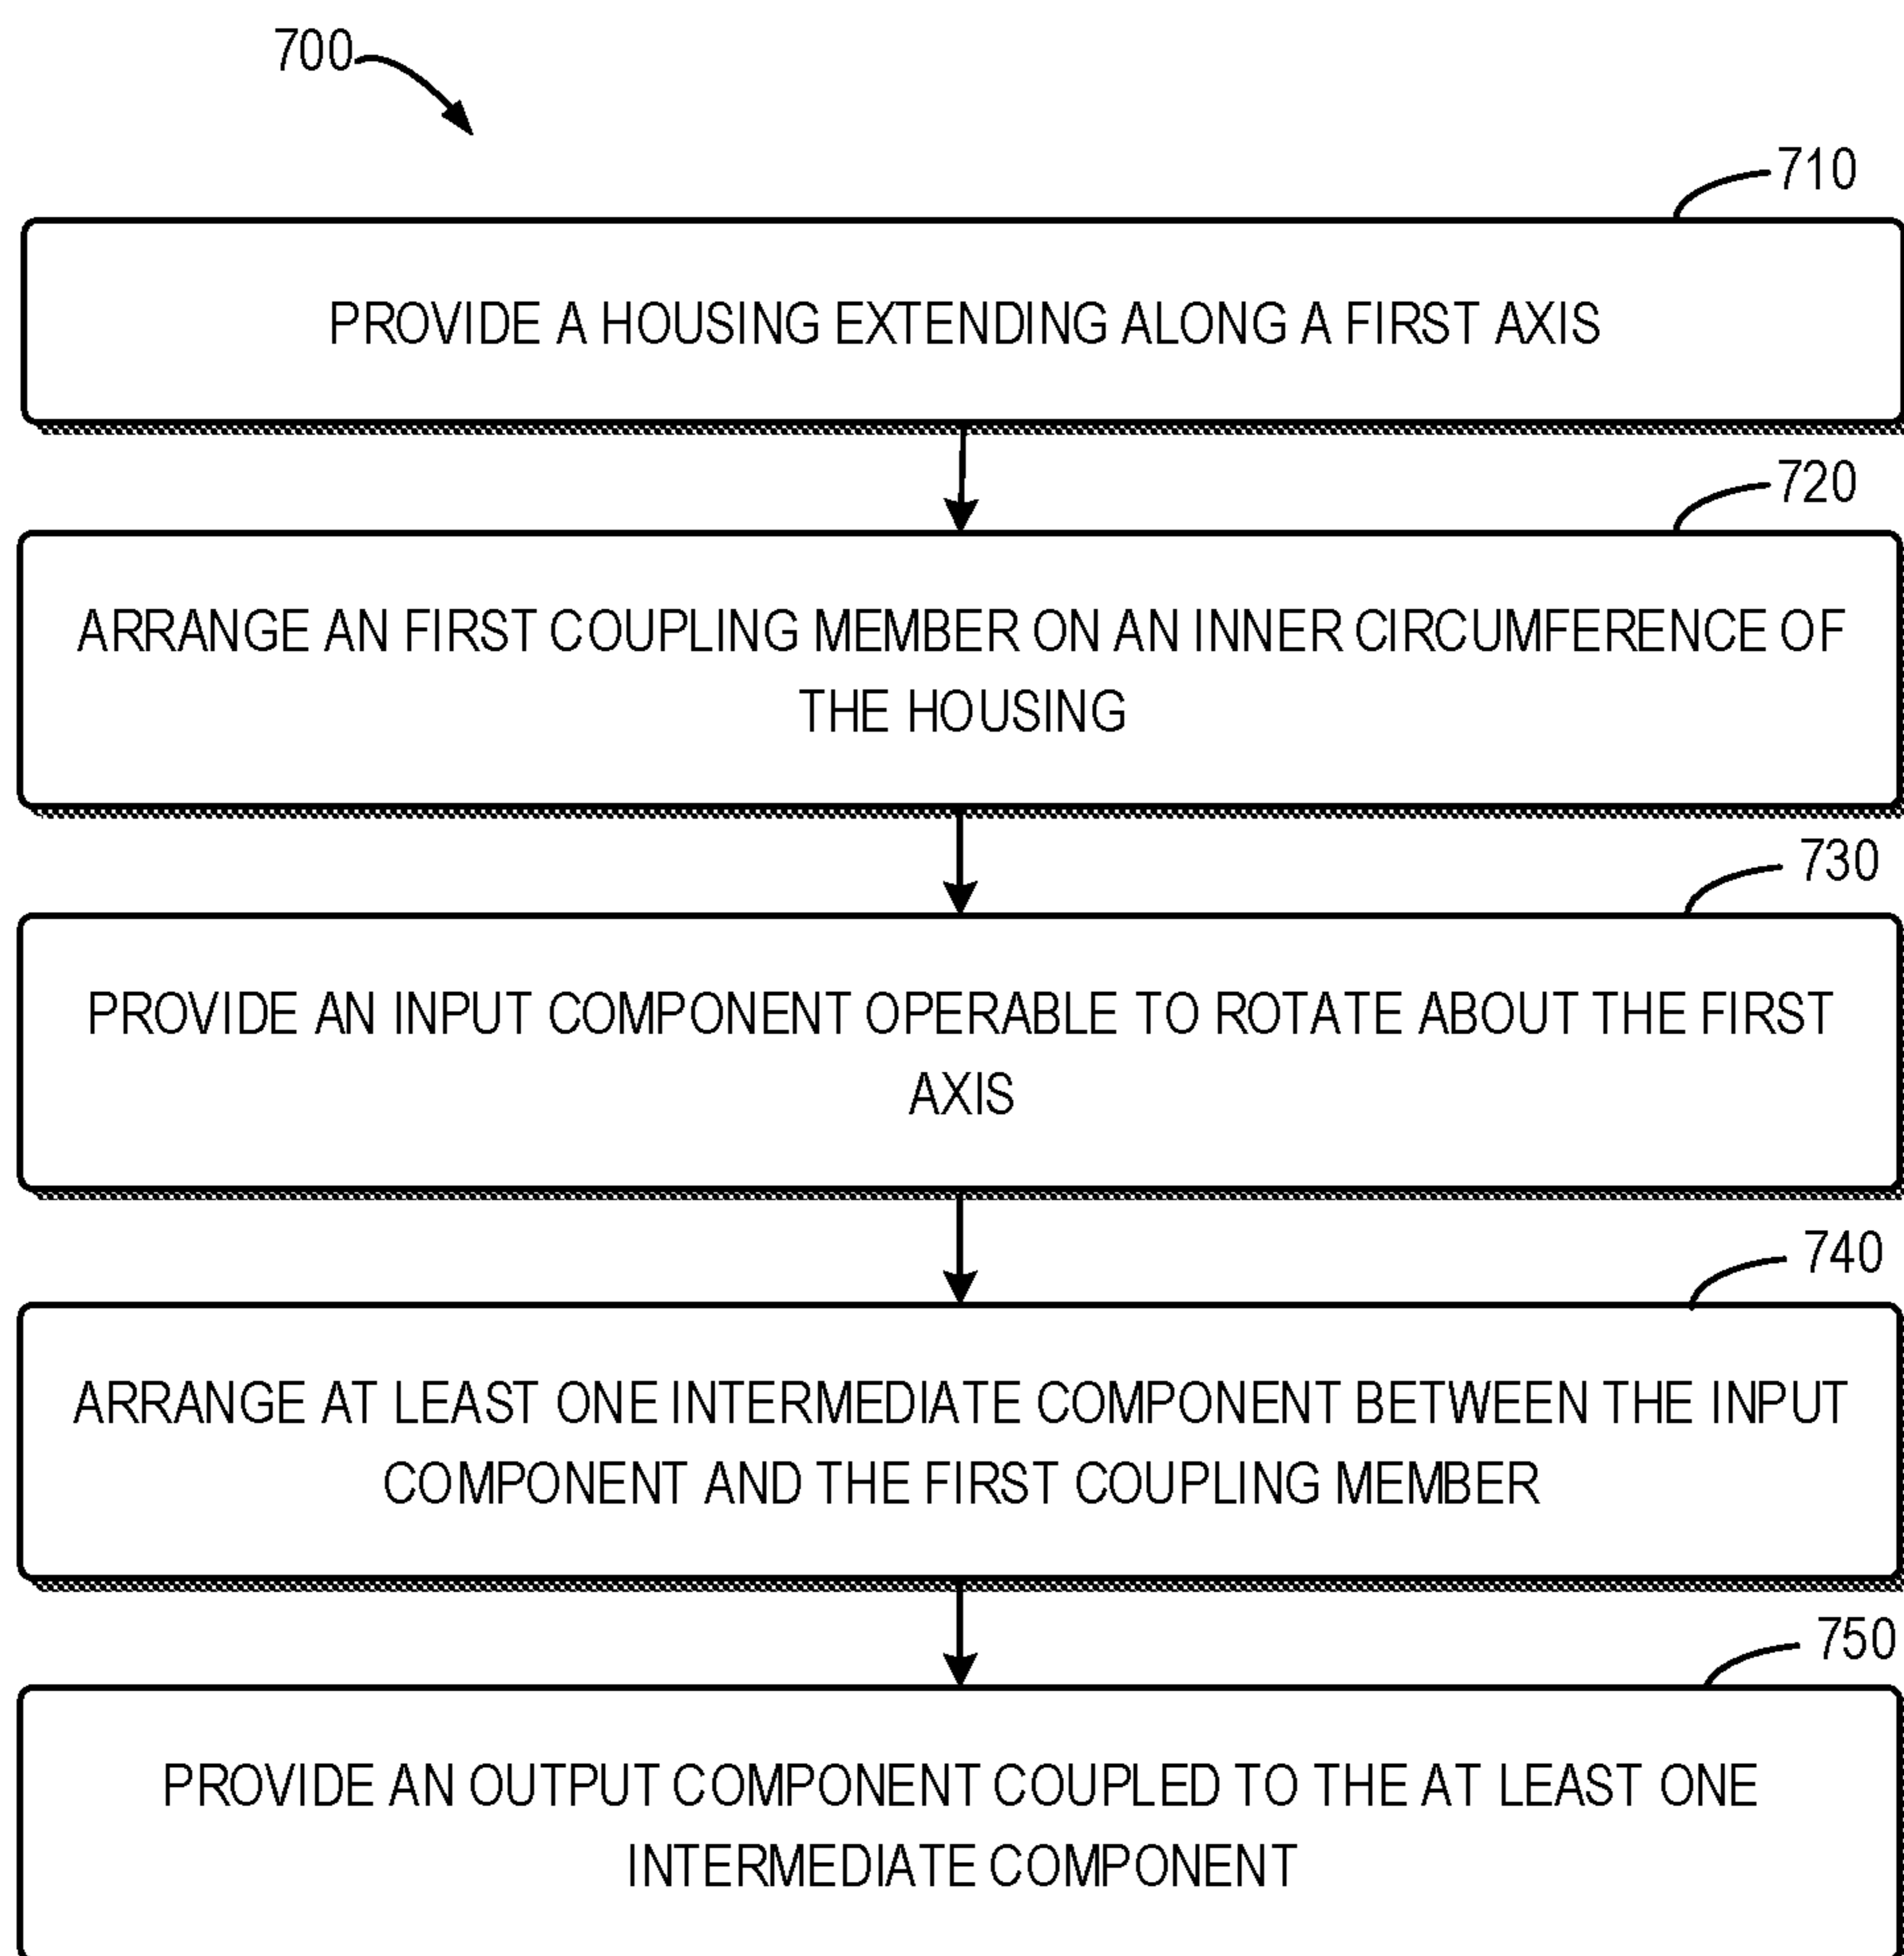 700
710
PROVIDE A HOUSING EXTENDING ALONG A FIRST AXIS
720
ARRANGE AN FIRST COUPLING MEMBER ON AN INNER CIRCUMFERENCE OF
THE HOUSING
730
PROVIDE AN INPUT COMPONENT OPERABLE TO ROTATE ABOUT THE FIRST
AXIS
740
ARRANGE AT LEAST ONE INTERMEDIATE COMPONENT BETWEEN THE INPUT
COMPONENT AND THE FIRST COUPLING MEMBER
750
PROVIDE AN OUTPUT COMPONENT COUPLED TO THE AT LEAST ONE
INTERMEDIATE COMPONENT